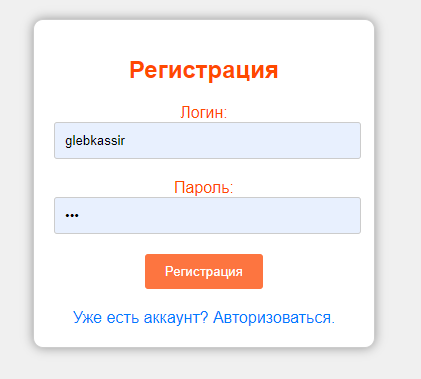 Регистрация
Логин:
glebkassir
Пароль:
•••
Регистрация
Уже есть аккаунт? Авторизоваться.